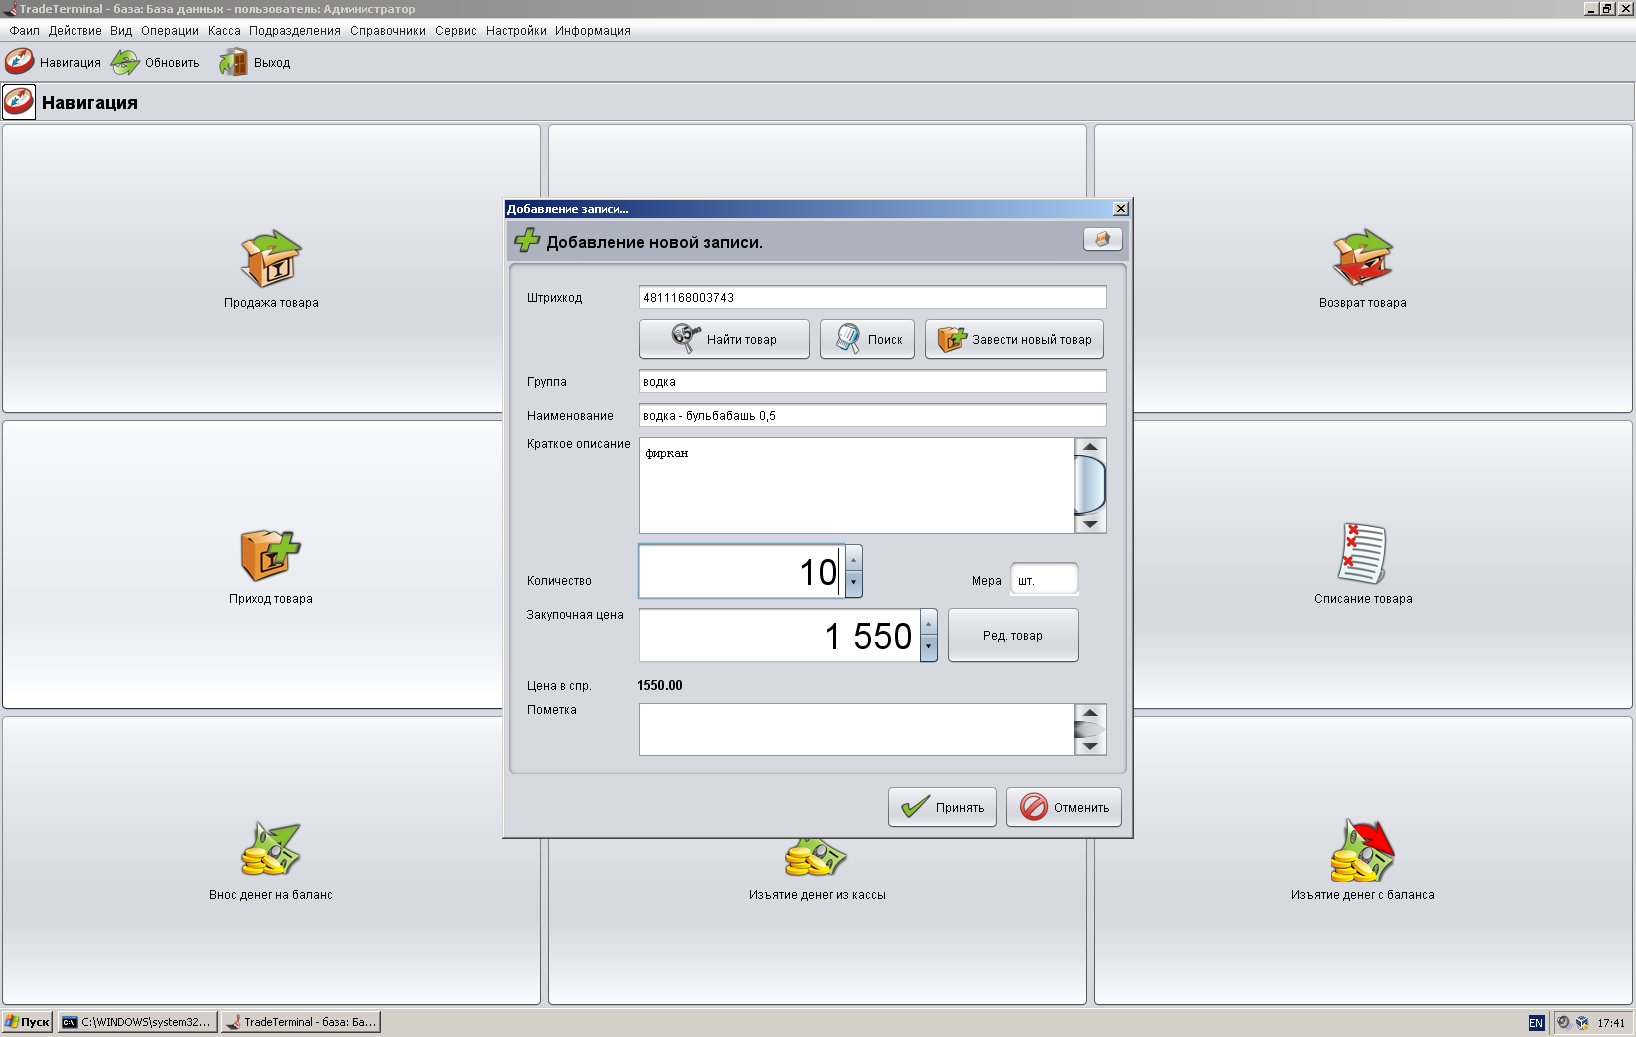 TradeTerminal - база: База данных - пользователь: Администратор
Файл Действие Вид Операции Касса Подразделения Справочники Сервис Настройки Информация
Навигация Обновить Выход
Навигация
Продажа товара
Возврат товара
Приход товара
Списание товара
Внос денег на баланс
Изъятие денег из кассы
Изъятие денег с баланса
Добавление записи...
Добавление новой записи.
Штрихкод 4811168003743
65
Найти товар Поиск Завести новый товар
Группа водка
Наименование водка - бульбабашь 0,5
Краткое описание фиркан
Количество 10 Мера шт.
Закупочная цена 1 550 Ред. товар
Цена в спр. 1550.00
Пометка
Принять Отменить
Пуск C:\WINDOWS\system32... TradeTerminal - база: Ба... EN 17:41